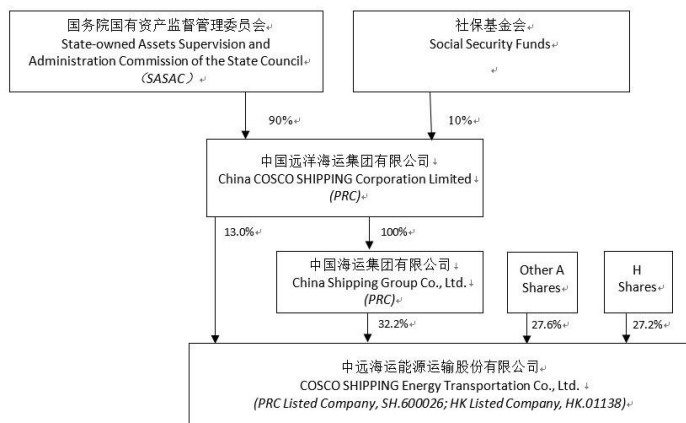 国务院国有资产监督管理委员会
State-owned Assets Supervision and
Administration Commission of the State Council
（SASAC）
社保基金会
Social Security Funds
90%
10%
中国远洋海运集团有限公司
China COSCO SHIPPING Corporation Limited
(PRC)
13.0%
100%
中国海运集团有限公司
China Shipping Group Co., Ltd.
(PRC)
Other A
Shares
H
Shares
32.2%
27.6%
27.2%
中远海运能源运输股份有限公司
COSCO SHIPPING Energy Transportation Co., Ltd.
(PRC Listed Company, SH.600026; HK Listed Company, HK.01138)